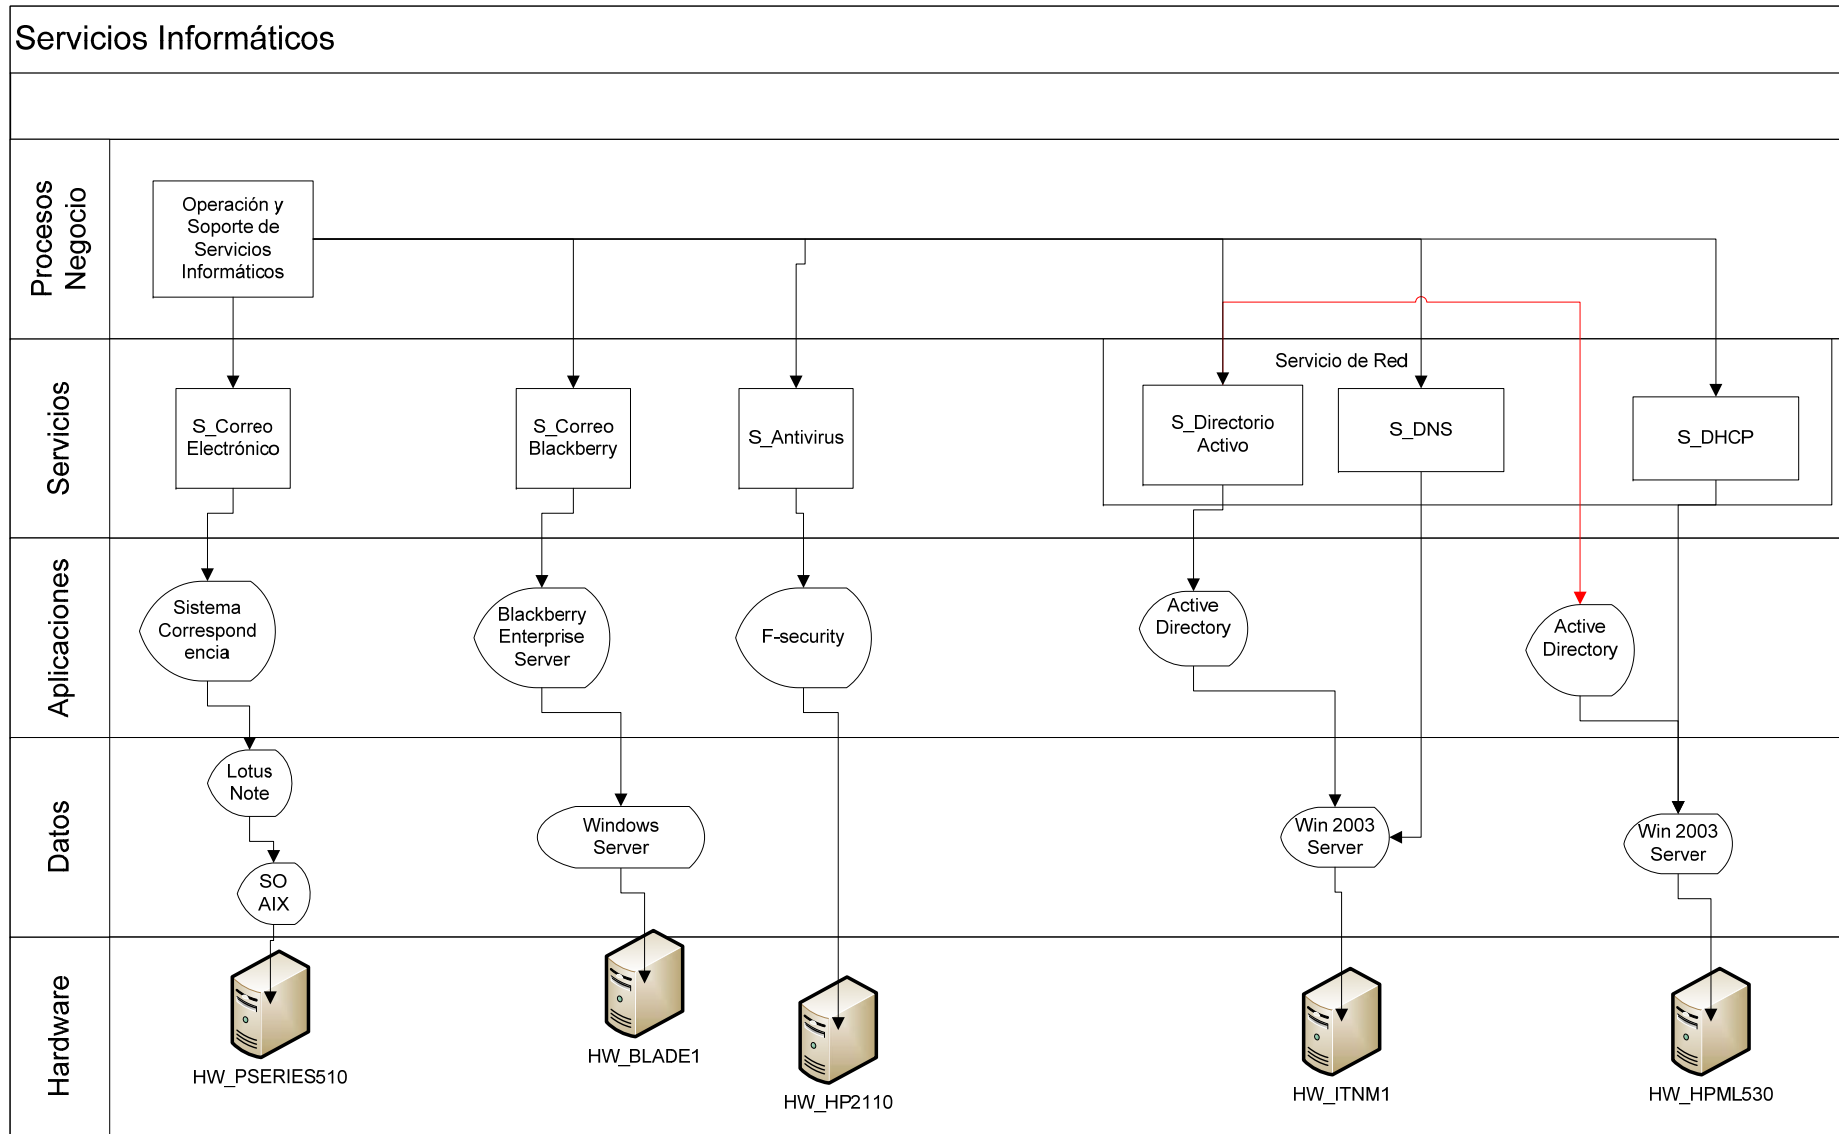 Servicios Informáticos
Procesos
Negocio
Operación y
Soporte de
Servicios
Informáticos
Servicios
Servicio de Red
S_Correo
Electrónico
S_Correo
Blackberry
S_Antivirus
S_Directorio
Activo
S_DNS
S_DHCP
Aplicaciones
Sistema
Correspond
encia
Blackberry
Enterprise
Server
F-security
Active
Directory
Active
Directory
Datos
Lotus
Note
SO
AIX
Windows
Server
Win 2003
Server
Win 2003
Server
Hardware
HW_PSERIES510
HW_BLADE1
HW_HP2110
HW_ITNM1
HW_HPML530